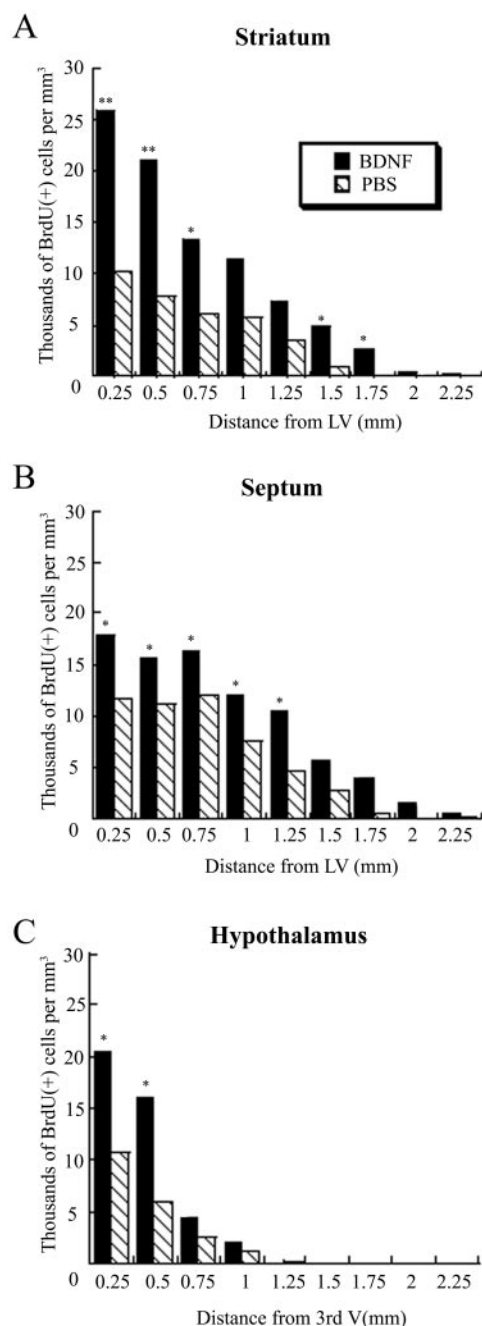 A
Striatum
Thousands of BrdU(+) cells per mm³
30
25
20
15
10
5
0
** ** * * *
BDNF
PBS
0.25 0.5 0.75 1 1.25 1.5 1.75 2 2.25
Distance from LV (mm)
B
Septum
Thousands of BrdU(+) cells per mm³
30
25
20
15
10
5
0
* * * * *
0.25 0.5 0.75 1 1.25 1.5 1.75 2 2.25
Distance from LV (mm)
C
Hypothalamus
Thousands of BrdU(+) cells per mm³
30
25
20
15
10
5
0
* *
0.25 0.5 0.75 1 1.25 1.5 1.75 2 2.25
Distance from 3rd V(mm)